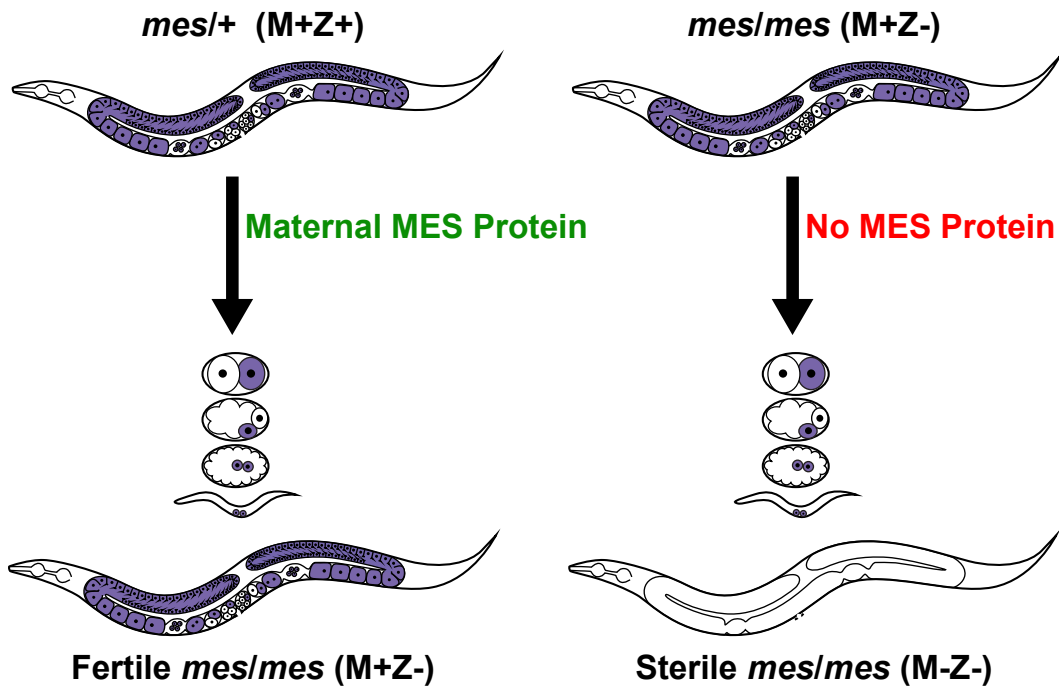 mes/+ (M+Z+)
mes/mes (M+Z-)
Maternal MES Protein
No MES Protein
Fertile mes/mes (M+Z-)
Sterile mes/mes (M-Z-)